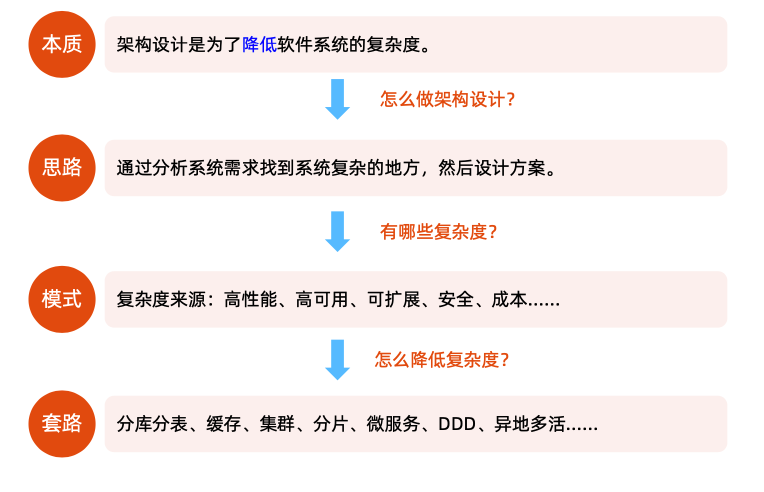 本质
架构设计是为了降低软件系统的复杂度。
怎么做架构设计？
思路
通过分析系统需求找到系统复杂的地方，然后设计方案。
有哪些复杂度？
模式
复杂度来源：高性能、高可用、可扩展、安全、成本……
怎么降低复杂度？
套路
分库分表、缓存、集群、分片、微服务、DDD、异地多活……